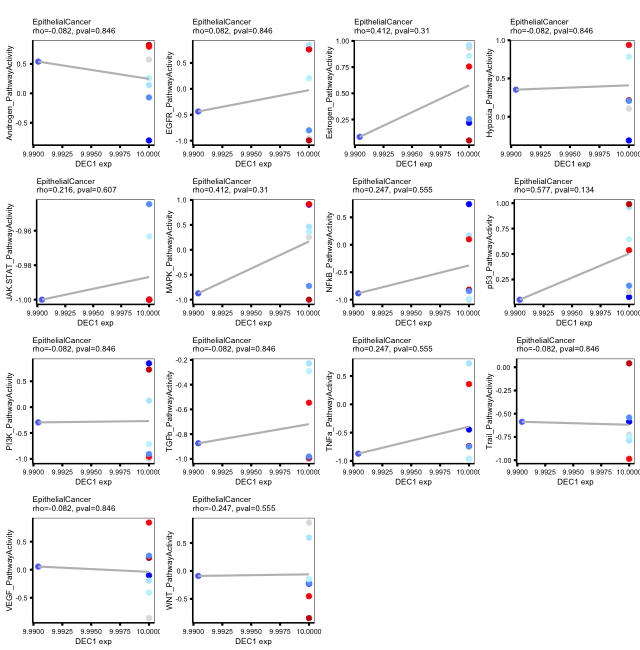 EpithelialCancer
rho=-0.082, pval=0.846
Androgen_PathwayActivity
0.5
0.0
-0.5
9.9900 9.9925 9.9950 9.9975 10.0000
DEC1 exp
EpithelialCancer
rho=0.082, pval=0.846
EGFR_PathwayActivity
0.5
0.0
-0.5
-1.0
9.9900 9.9925 9.9950 9.9975 10.0000
DEC1 exp
EpithelialCancer
rho=0.412, pval=0.31
Estrogen_PathwayActivity
1.00
0.75
0.50
0.25
9.9900 9.9925 9.9950 9.9975 10.0000
DEC1 exp
EpithelialCancer
rho=-0.082, pval=0.846
Hypoxia_PathwayActivity
1.0
0.5
0.0
9.9900 9.9925 9.9950 9.9975 10.000
DEC1 exp
EpithelialCancer
rho=0.216, pval=0.607
JAK-STAT_PathwayActivity
-0.96
-0.98
-1.00
9.9900 9.9925 9.9950 9.9975 10.0000
DEC1 exp
EpithelialCancer
rho=0.412, pval=0.31
MAPK_PathwayActivity
1.0
0.5
0.0
-0.5
-1.0
9.9900 9.9925 9.9950 9.9975 10.0000
DEC1 exp
EpithelialCancer
rho=0.247, pval=0.555
NFkB_PathwayActivity
0.5
0.0
-0.5
-1.0
9.9900 9.9925 9.9950 9.9975 10.0000
DEC1 exp
EpithelialCancer
rho=0.577, pval=0.134
p53_PathwayActivity
1.00
0.75
0.50
0.25
9.9900 9.9925 9.9950 9.9975 10.000
DEC1 exp
EpithelialCancer
rho=-0.082, pval=0.846
PI3K_PathwayActivity
0.5
0.0
-0.5
-1.0
9.9900 9.9925 9.9950 9.9975 10.0000
DEC1 exp
EpithelialCancer
rho=-0.082, pval=0.846
TGFb_PathwayActivity
-0.2
-0.4
-0.6
-0.8
-1.0
9.9900 9.9925 9.9950 9.9975 10.0000
DEC1 exp
EpithelialCancer
rho=0.247, pval=0.555
TNFa_PathwayActivity
0.5
0.0
-0.5
-1.0
9.9900 9.9925 9.9950 9.9975 10.0000
DEC1 exp
EpithelialCancer
rho=-0.082, pval=0.846
Trail_PathwayActivity
0.00
-0.25
-0.50
-0.75
-1.00
9.9900 9.9925 9.9950 9.9975 10.000
DEC1 exp
EpithelialCancer
rho=-0.082, pval=0.846
VEGF_PathwayActivity
0.5
0.0
-0.5
9.9900 9.9925 9.9950 9.9975 10.0000
DEC1 exp
EpithelialCancer
rho=-0.247, pval=0.555
WNT_PathwayActivity
0.5
0.0
-0.5
9.9900 9.9925 9.9950 9.9975 10.0000
DEC1 exp